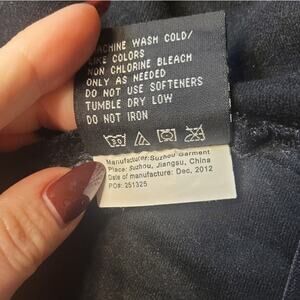 MACHINE WASH COLD/
LIKE COLORS
NON CHLORINE BLEACH
ONLY AS NEEDED
DO NOT USE SOFTENERS
TUMBLE DRY LOW
DO NOT IRON
30
Manufacturer: Suzhou Garment
Place: Suzhou, Jiangsu, China
Date of manufacture: Dec, 2012
PO#: 251325